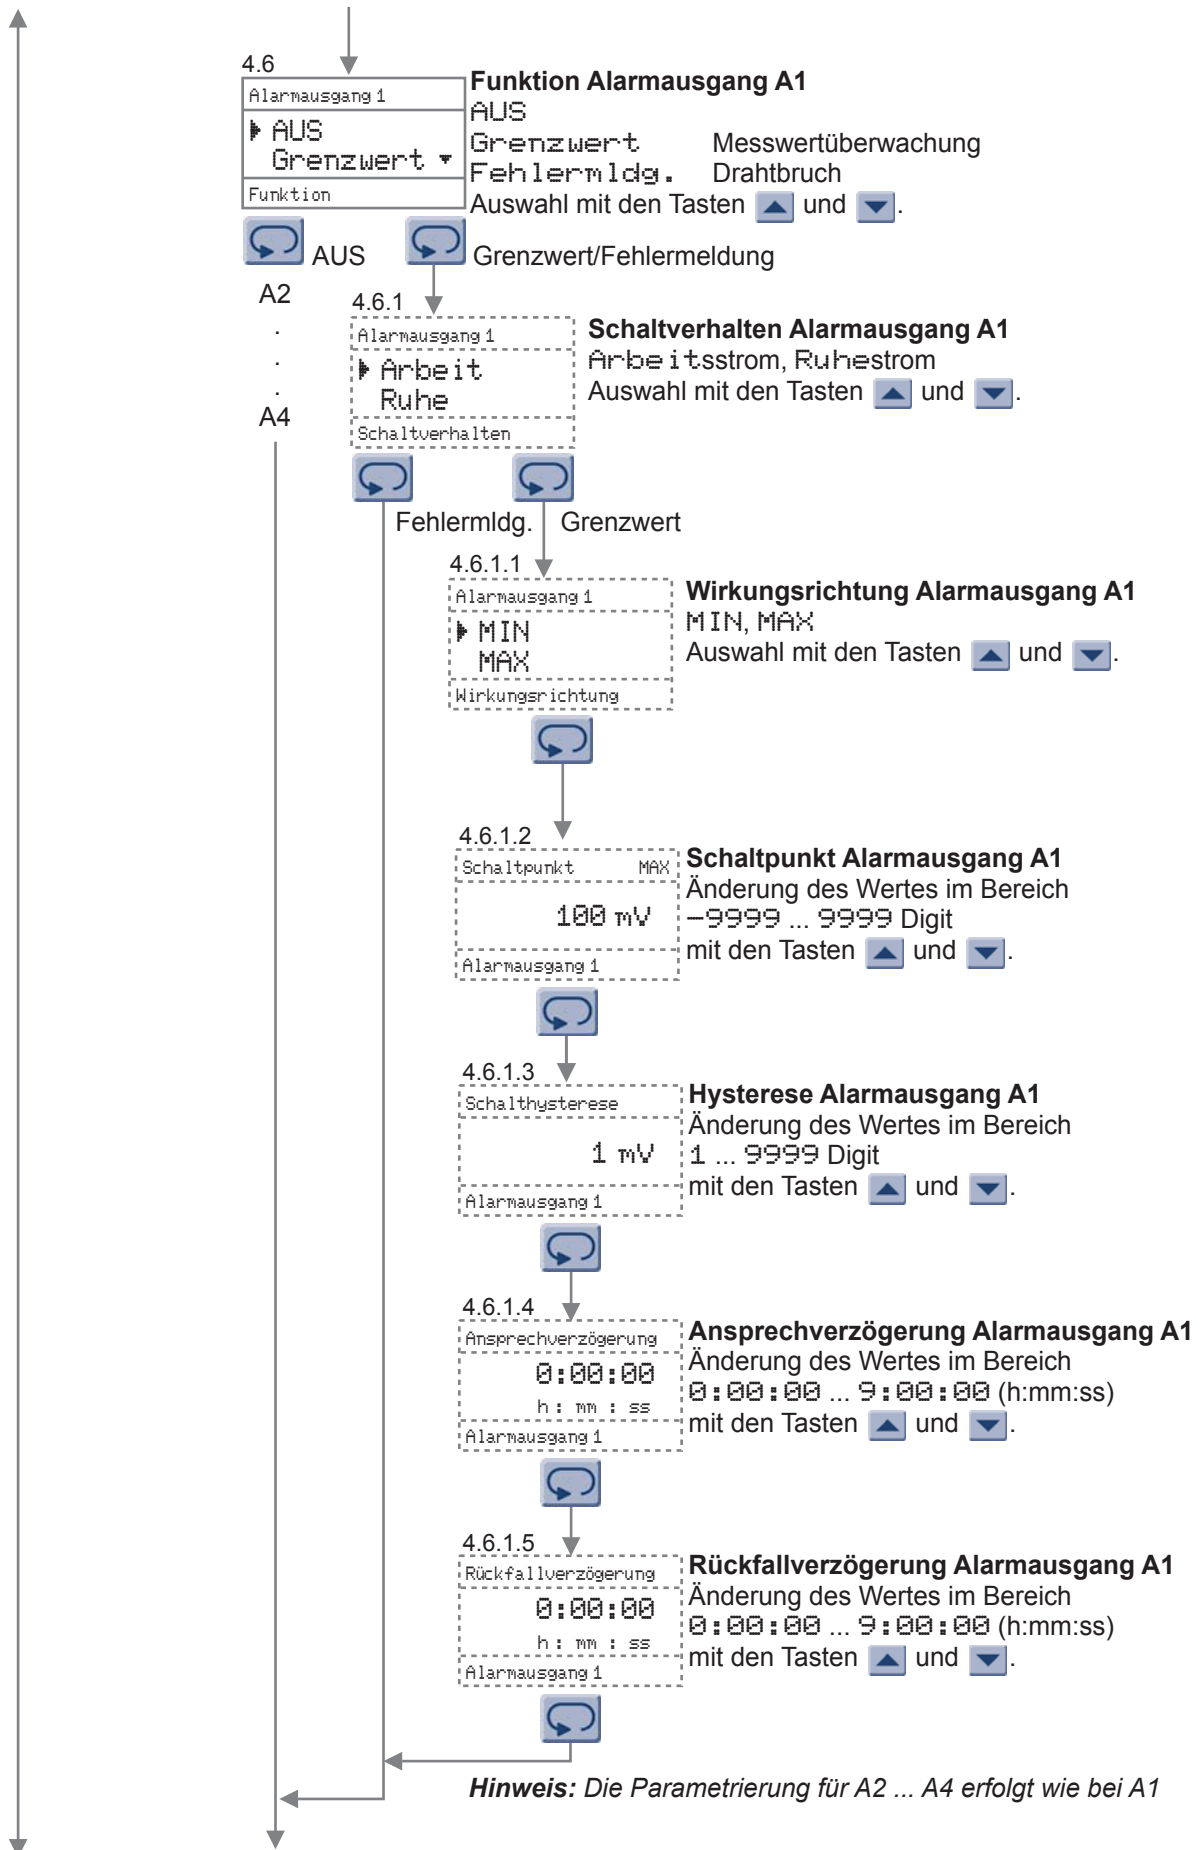 4.6
Alarmausgang 1
AUS
Grenzwert
Funktion
Funktion Alarmausgang A1
AUS
Grenzwert Messwertüberwachung
Fehlermldg. Drahtbruch
Auswahl mit den Tasten und .
AUS
Grenzwert/Fehlermeldung
A2
.
.
.
A4
4.6.1
Alarmausgang 1
Arbeit
Ruhe
Schaltverhalten
Schaltverhalten Alarmausgang A1
Arbeitsstrom, Ruhestrom
Auswahl mit den Tasten und .
Fehlermldg. Grenzwert
4.6.1.1
Alarmausgang 1
MIN
MAX
Wirkungsrichtung
Wirkungsrichtung Alarmausgang A1
MIN, MAX
Auswahl mit den Tasten und .
4.6.1.2
Schaltpunkt MAX
100 mV
Alarmausgang 1
Schaltpunkt Alarmausgang A1
Änderung des Wertes im Bereich
–9999 ... 9999 Digit
mit den Tasten und .
4.6.1.3
Schalthysterese
1 mV
Alarmausgang 1
Hysterese Alarmausgang A1
Änderung des Wertes im Bereich
1 ... 9999 Digit
mit den Tasten und .
4.6.1.4
Ansprechverzögerung
0:00:00
h : mm : ss
Alarmausgang 1
Ansprechverzögerung Alarmausgang A1
Änderung des Wertes im Bereich
0:00:00 ... 9:00:00 (h:mm:ss)
mit den Tasten und .
4.6.1.5
Rückfallverzögerung
0:00:00
h : mm : ss
Alarmausgang 1
Rückfallverzögerung Alarmausgang A1
Änderung des Wertes im Bereich
0:00:00 ... 9:00:00 (h:mm:ss)
mit den Tasten und .
Hinweis: Die Parametrierung für A2 ... A4 erfolgt wie bei A1